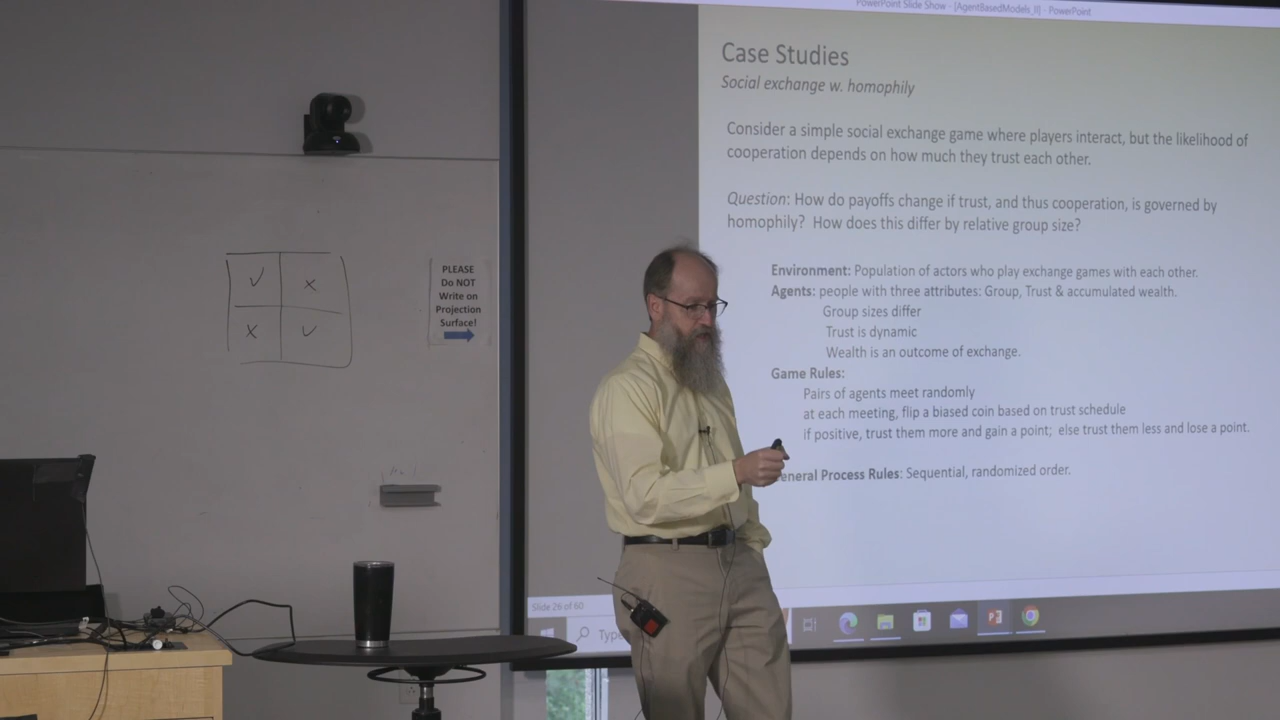 PowerPoint Slide Show - [AgentBasedModels_II] - PowerPoint
Case Studies
Social exchange w. homophily
Consider a simple social exchange game where players interact, but the likelihood of
cooperation depends on how much they trust each other.
Question: How do payoffs change if trust, and thus cooperation, is governed by
homophily? How does this differ by relative group size?
Environment: Population of actors who play exchange games with each other.
Agents: people with three attributes: Group, Trust & accumulated wealth.
Group sizes differ
Trust is dynamic
Wealth is an outcome of exchange.
Game Rules:
Pairs of agents meet randomly
at each meeting, flip a biased coin based on trust schedule
if positive, trust them more and gain a point; else trust them less and lose a point.
eneral Process Rules: Sequential, randomized order.
Slide 26 of 60
Type
PLEASE
Do NOT
Write on
Projection
Surface!
✓ x
x ✓